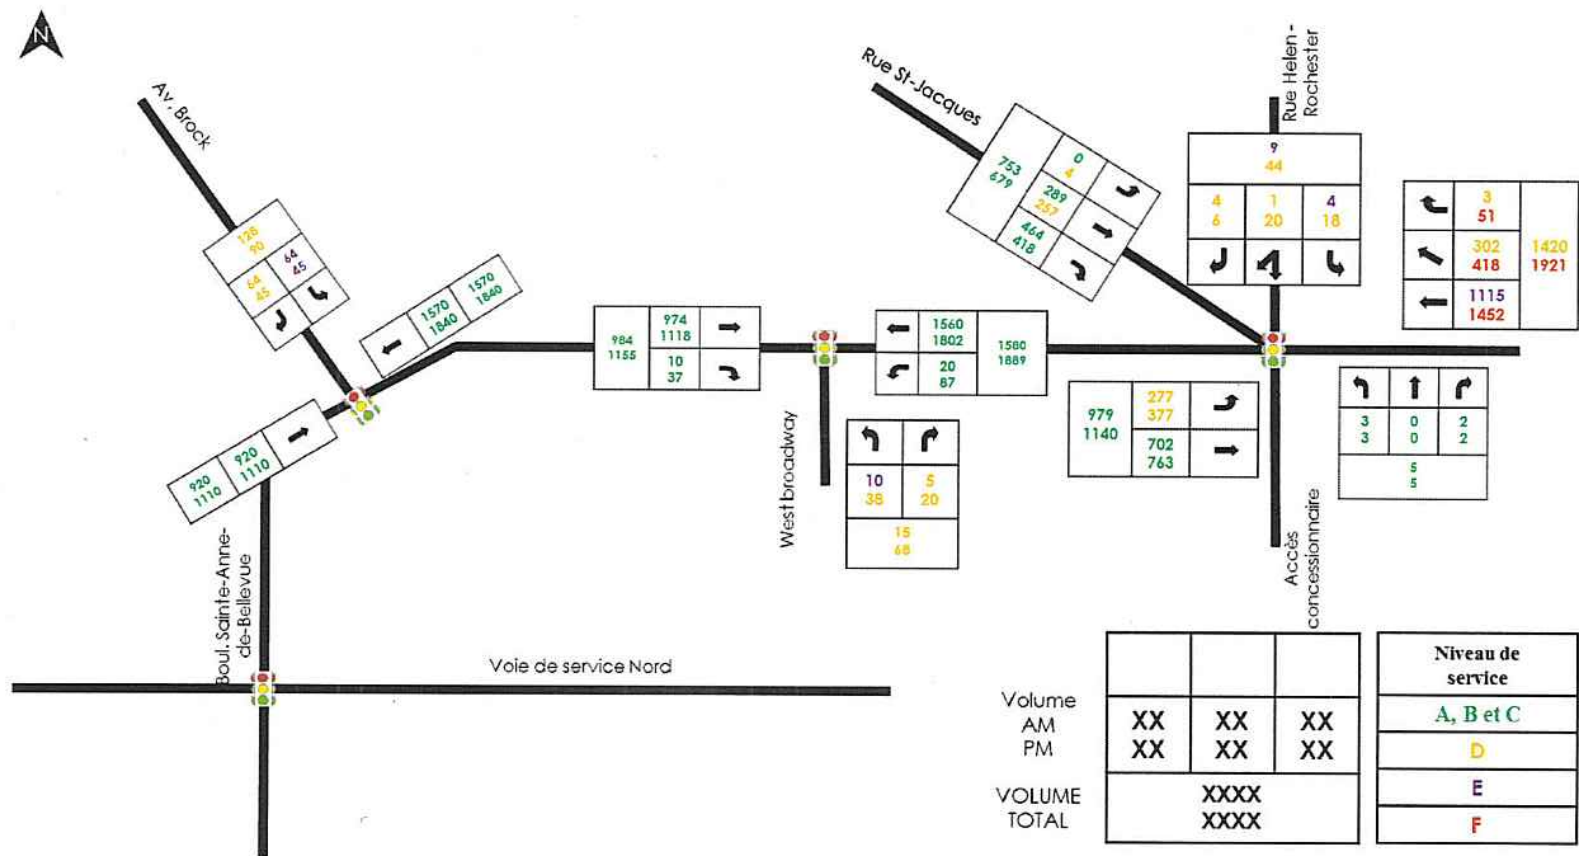 N
Av. Brock
128
90
64
45
64
45
1570
1840
1570
1840
920
1110
920
1110
984
1155
974
1118
10
37
1560
1802
20
87
1580
1889
West broadway
10
38
5
20
15
68
Rue St-Jacques
753
679
0
4
289
257
464
418
Rue Helen-
Rochester
9
44
4
6
1
20
4
18
3
51
302
418
1115
1452
1420
1921
979
1140
277
377
702
763
3
3
0
0
2
2
5
5
Accès
concessionnaire
Boul. Sainte-Anne-
de-Bellevue
Voie de service Nord
Volume
AM
PM
XX XX XX
XX XX XX
VOLUME
TOTAL
XXXX
XXXX
Niveau de
service
A, B et C
D
E
F